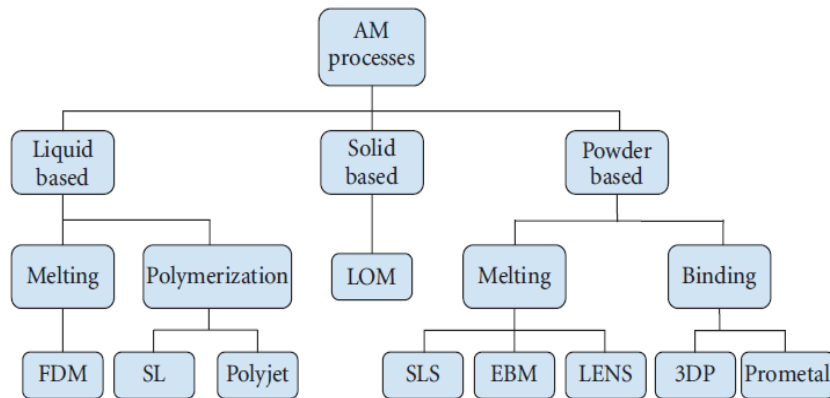 AM
processes
Liquid
based
Solid
based
Powder
based
Melting
Polymerization
LOM
Melting
Binding
FDM
SL
Polyjet
SLS
EBM
LENS
3DP
Prometal